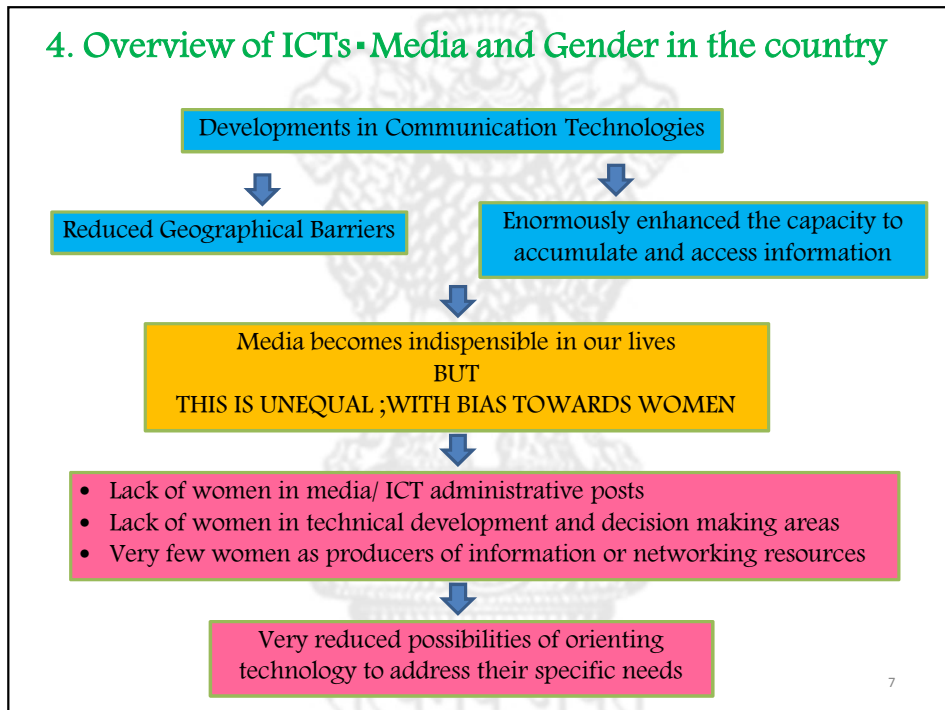 4. Overview of ICTs▪Media and Gender in the country
Developments in Communication Technologies
Reduced Geographical Barriers
Enormously enhanced the capacity to
accumulate and access information
Media becomes indispensible in our lives
BUT
THIS IS UNEQUAL ;WITH BIAS TOWARDS WOMEN
• Lack of women in media/ ICT administrative posts
• Lack of women in technical development and decision making areas
• Very few women as producers of information or networking resources
Very reduced possibilities of orienting
technology to address their specific needs
7